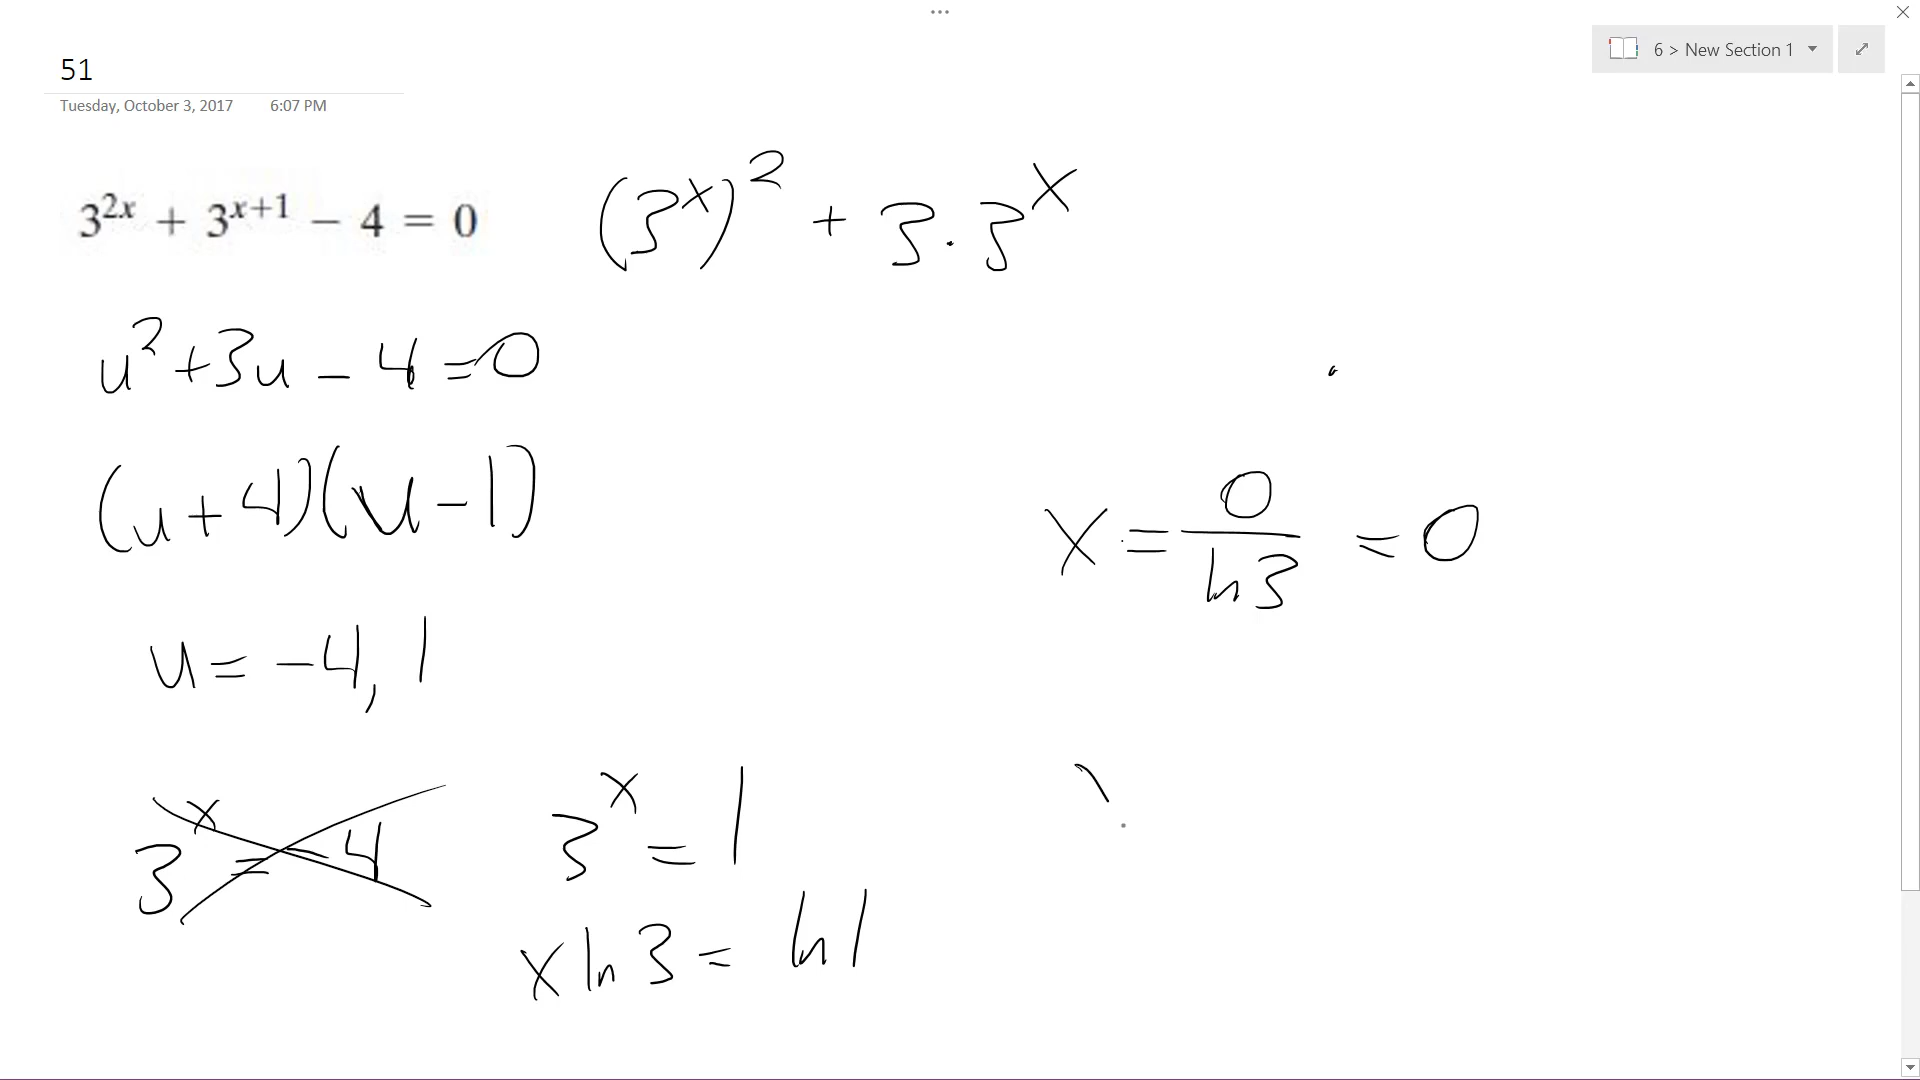 6 > New Section 1
51
Tuesday, October 3, 2017 6:07 PM
3^{2x} + 3^{x+1} − 4 = 0
(3^x)^2 + 3·3^x
u^2 + 3u − 4 = 0
(u + 4)(u − 1)
x = 0/ln 3 = 0
u = −4, 1
3^x = −4
3^x = 1
x ln 3 = ln 1